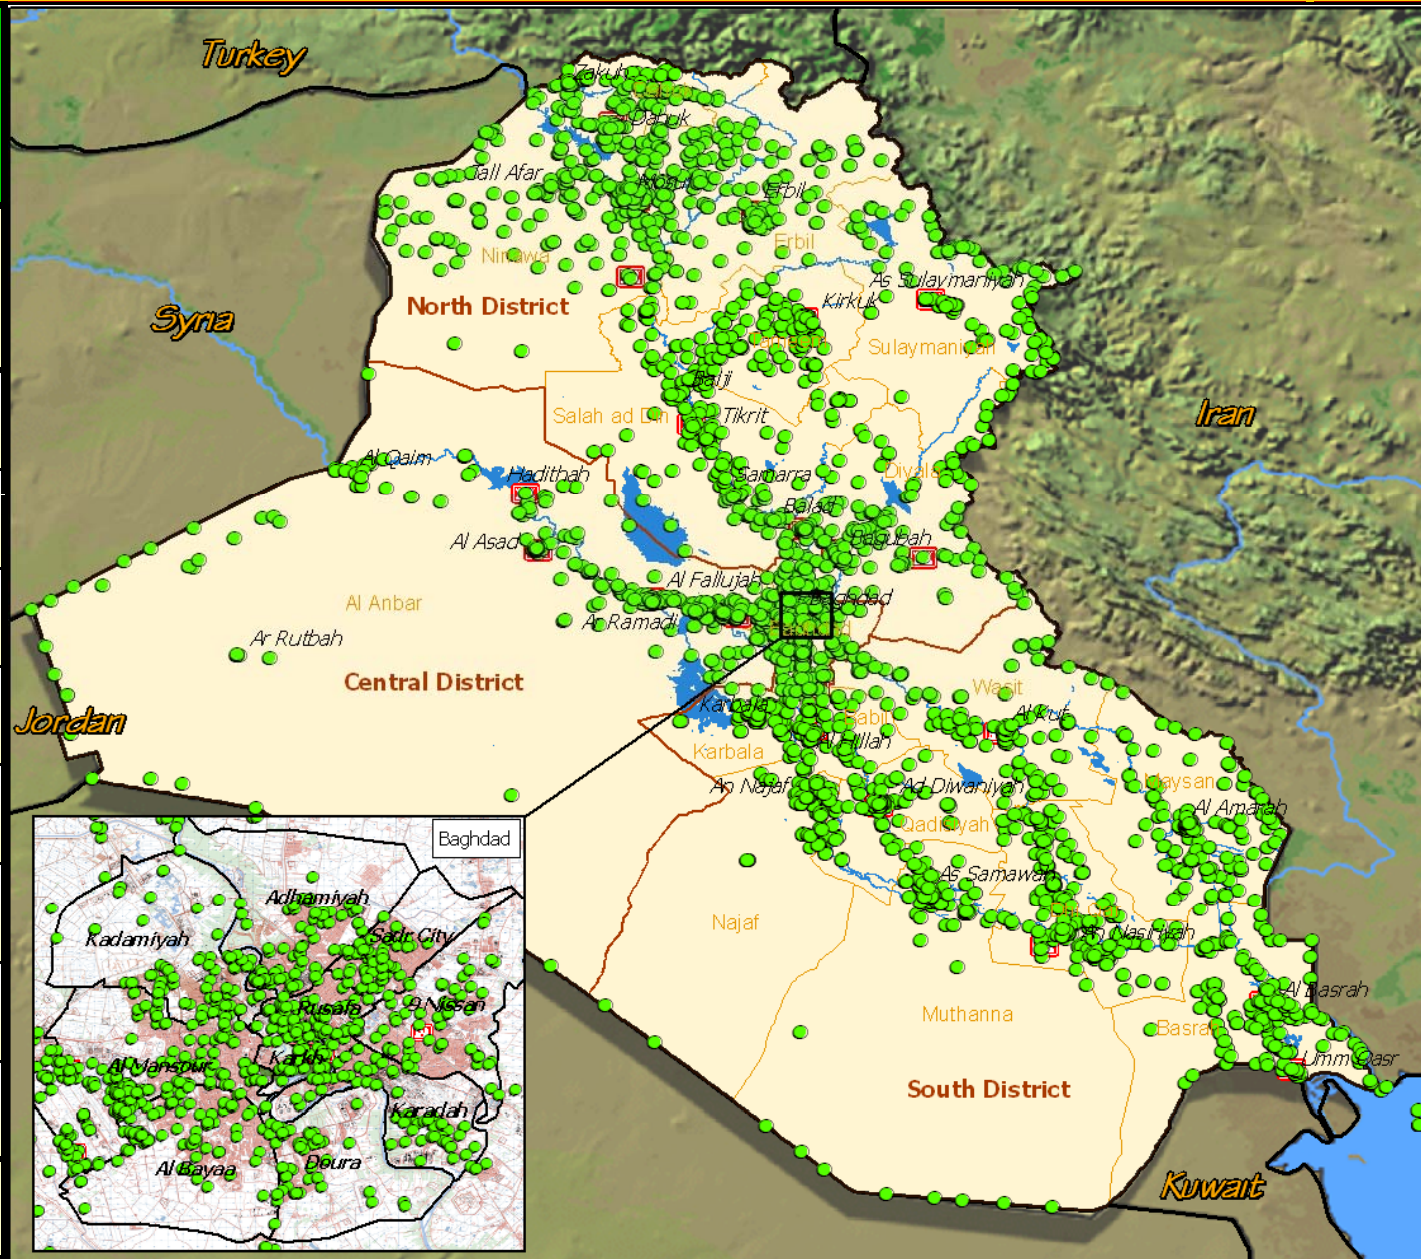 Turkey
Zakuh
Dahuk
Tall Afar
Mosul
Erbil
Erbil
Ninawa
As Sulaymaniyah
North District
Kirkuk
Syria
Sulaymaniyah
Baiji
Salah ad Din
Tikrit
Iran
Al Qaim
Hadithah
Samarra
Diyala
Balad
Al Asad
Baqubah
Al Fallujah
Al Anbar
Baghdad
Ar Ramadi
Ar Rutbah
Central District
Wasit
Karbala
Babil
Al Kut
Jordan
Al Hillah
Karbala
An Najaf
Ad Diwaniyah
Maysan
Al Amarah
Qadisiyah
Baghdad
As Samawah
Adhamiyah
Najaf
Sadr City
An Nasiriyah
Kadamiyah
Al Basrah
9 Nissan
Rusafa
Muthanna
Basra
Karkh
Al Mansour
Umm Qasr
South District
Karadah
Al Bayaa
Doura
Kuwait